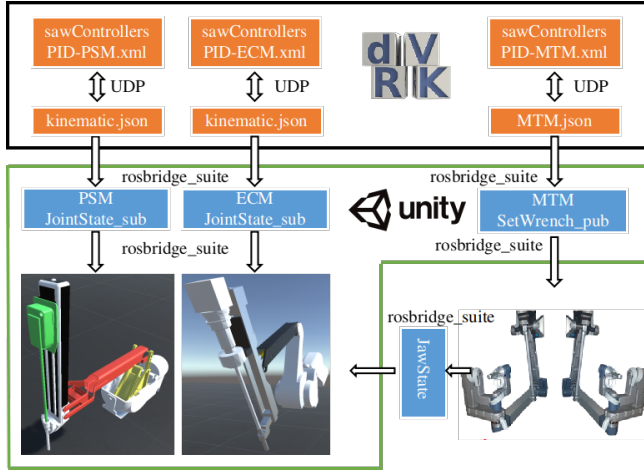 sawControllers
PID-PSM.xml
sawControllers
PID-ECM.xml
sawControllers
PID-MTM.xml
dV
RK
UDP
UDP
UDP
kinematic.json
kinematic.json
MTM.json
rosbridge_suite
rosbridge_suite
PSM
JointState_sub
ECM
JointState_sub
unity
MTM
SetWrench_pub
rosbridge_suite
rosbridge_suite
rosbridge_suite
JawState